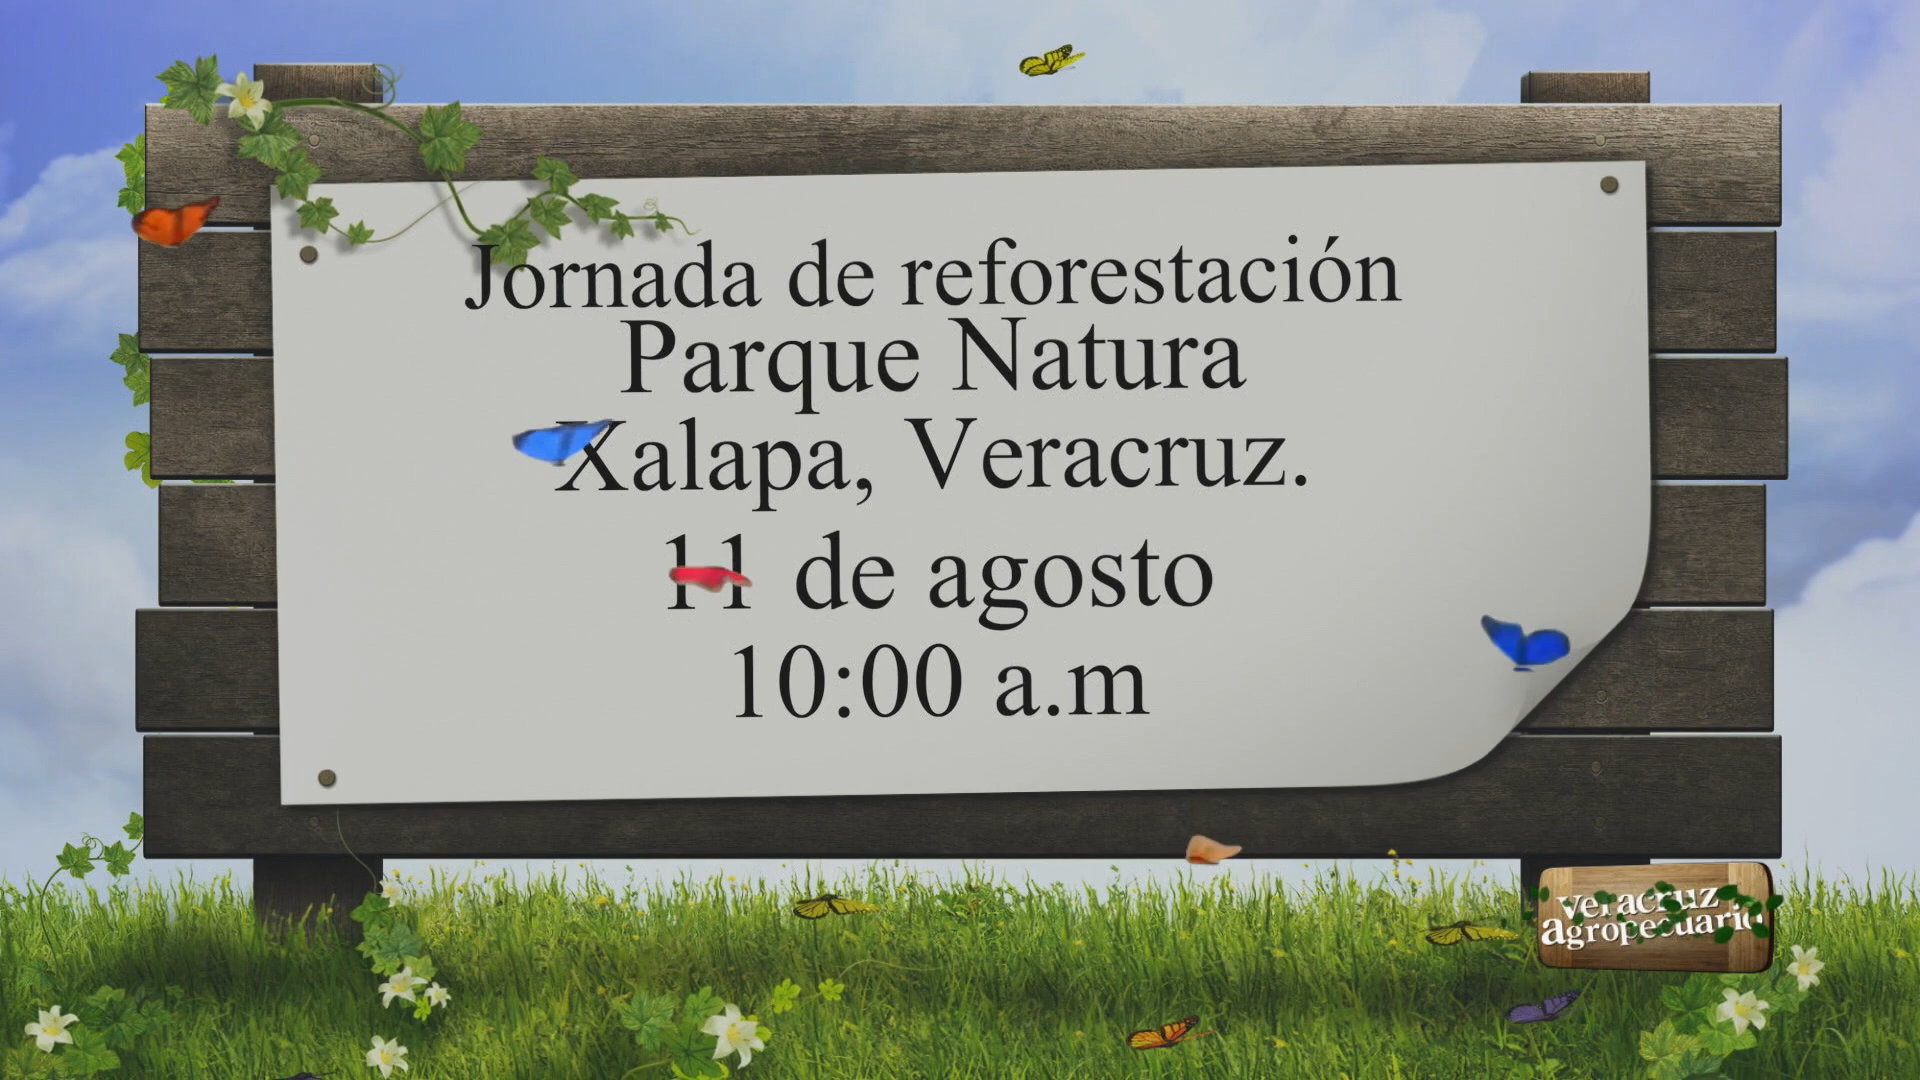 Jornada de reforestación
Parque Natura
Xalapa, Veracruz.
11 de agosto
10:00 a.m
veracruz
agropecuario